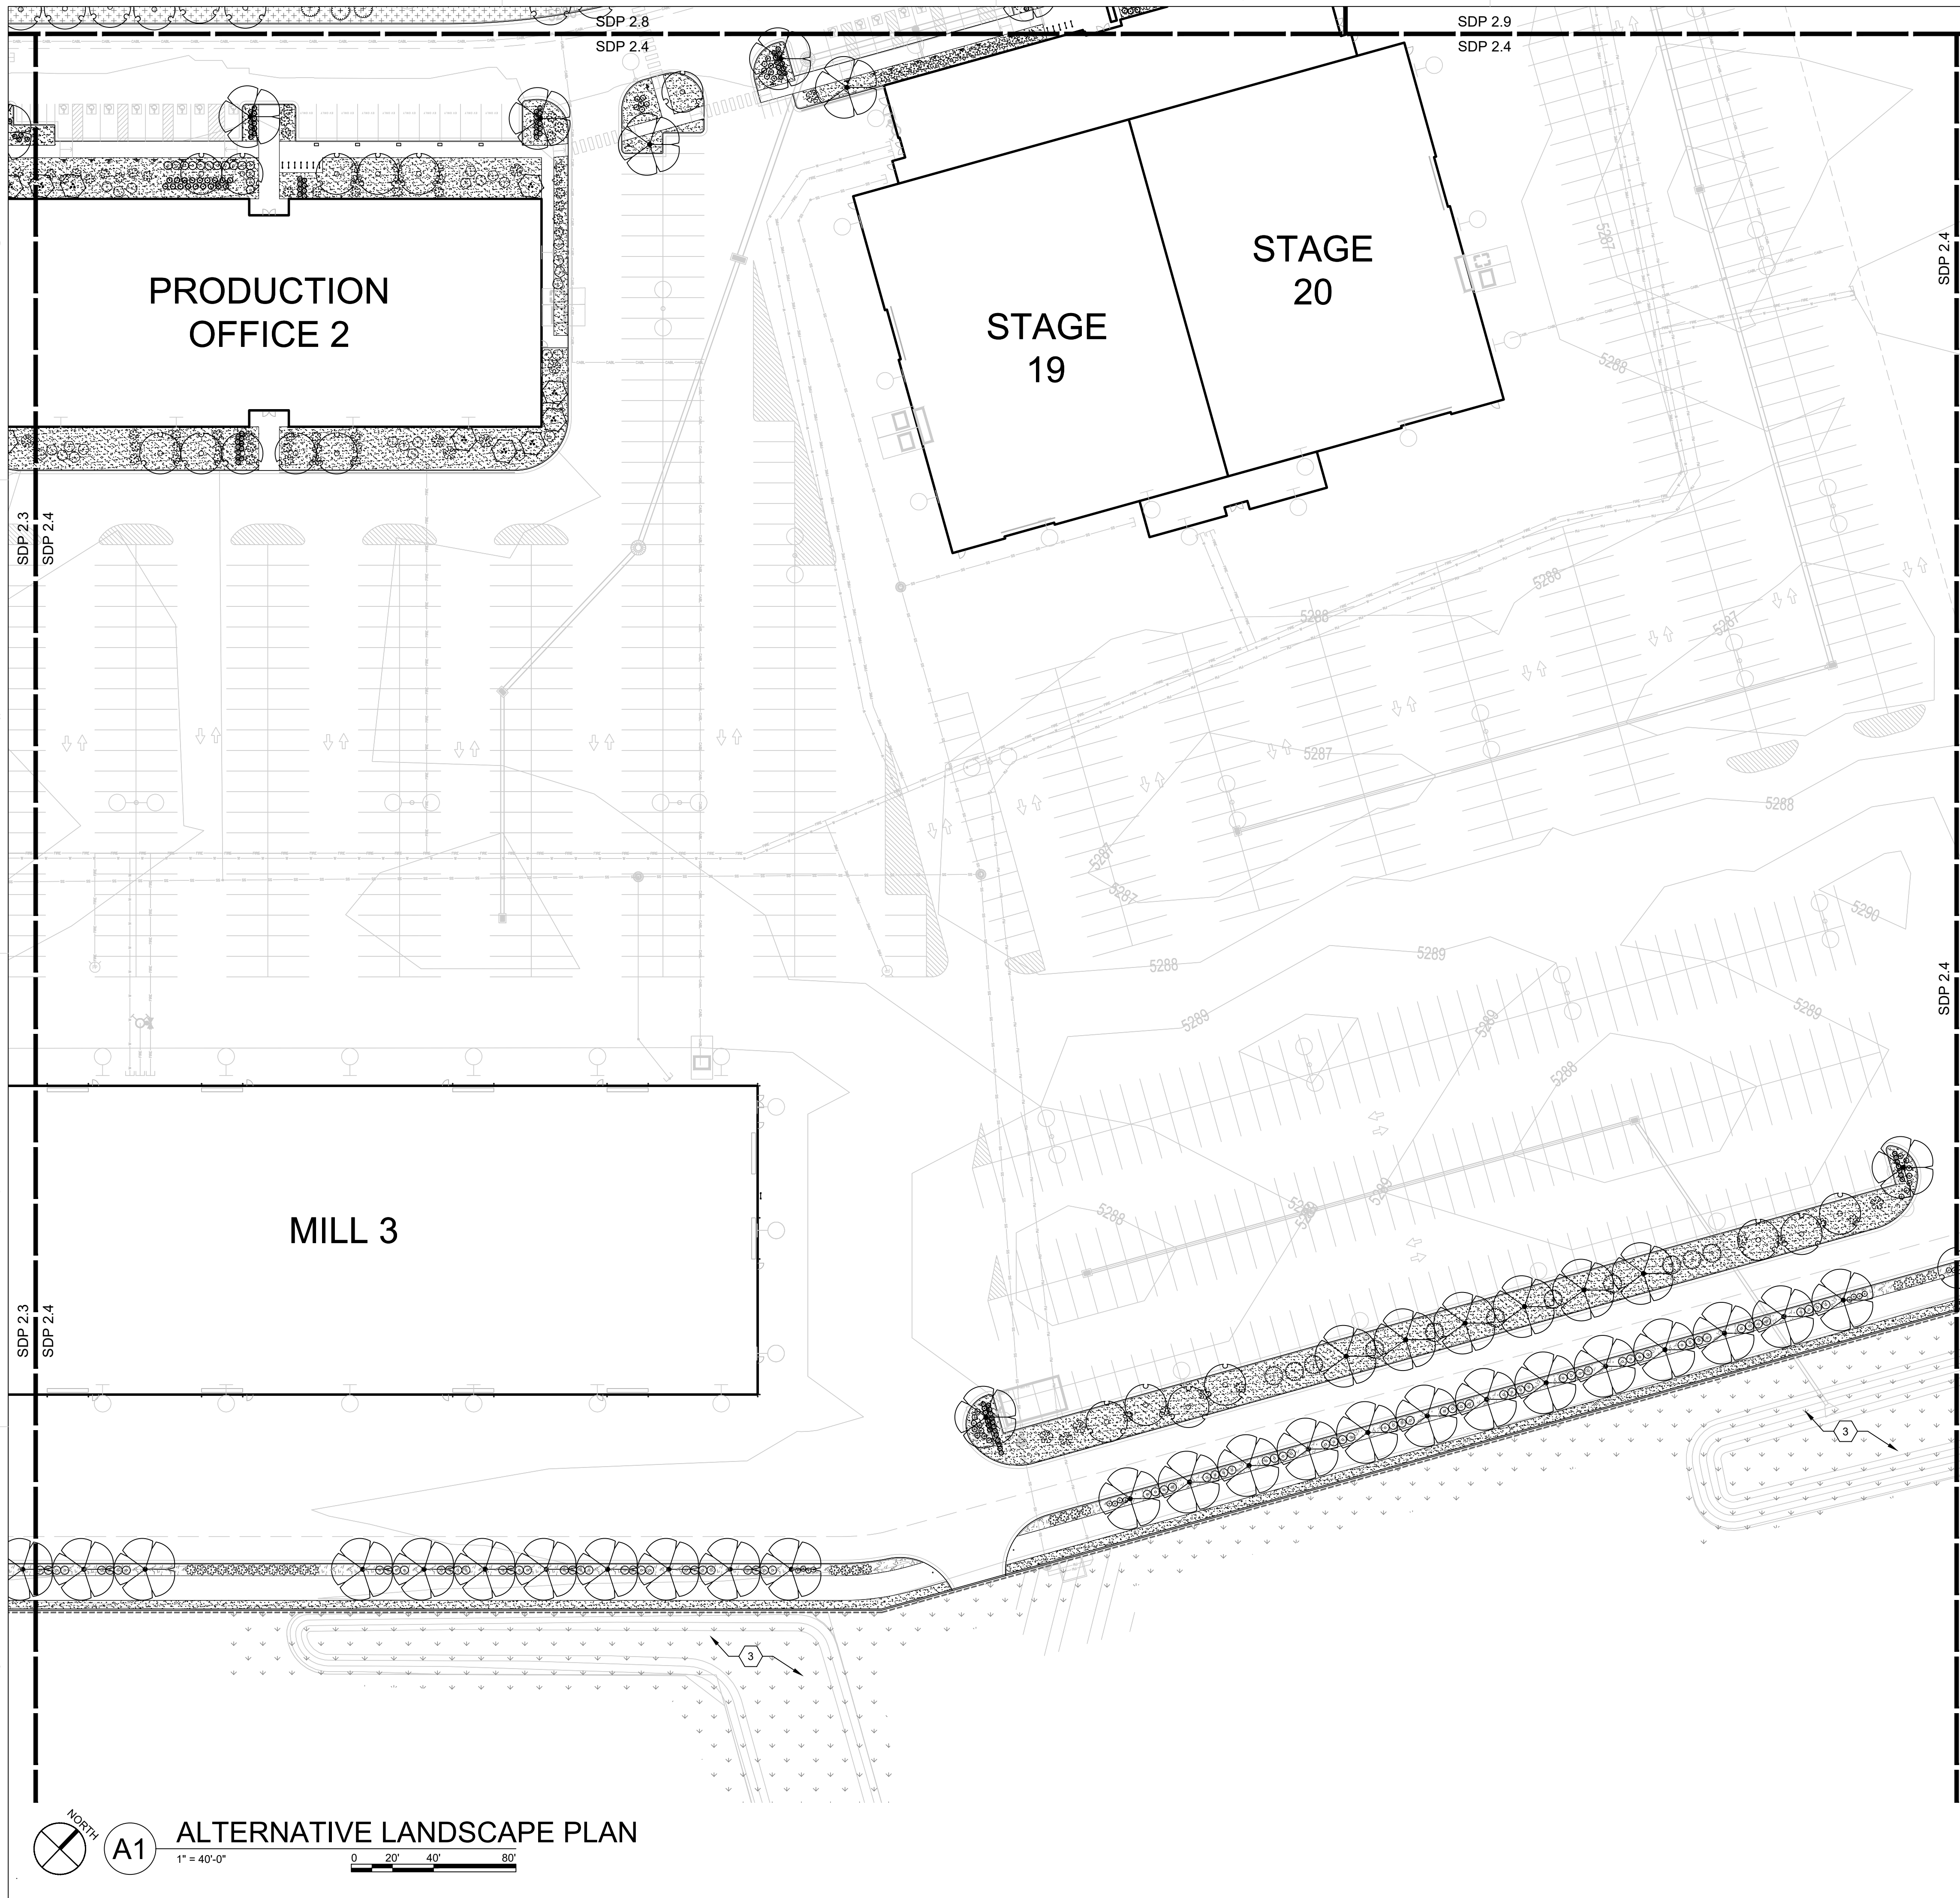 SDP 2.8
SDP 2.4
SDP 2.9
SDP 2.4
SDP 2.4
PRODUCTION
OFFICE 2
STAGE
19
STAGE
20
5287
5288
SDP 2.3
SDP 2.4
5288
5288
5287
5287
5288
5287
5287
5290
5288
5289
5289
5289
5289
5288
SDP 2.4
5288
5289
5289
MILL 3
SDP 2.3
SDP 2.4
3
3
NORTH
A1
ALTERNATIVE LANDSCAPE PLAN
1" = 40'-0"
0 20' 40' 80'